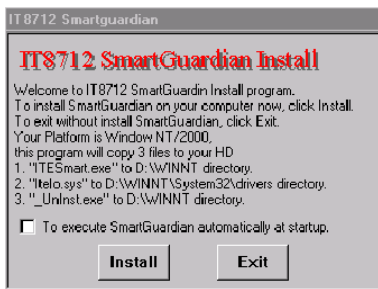 IT8712 Smartguardian
IT8712 SmartGuardian Install
Welcome to IT8712 SmartGuardin Install program.
To install SmartGuardian on your computer now, click Install.
To exit without install SmartGuardian, click Exit.
Your Platform is Window NT/2000,
this program will copy 3 files to your HD
1. "ITESmart.exe" to D:\WINNT directory.
2. "Iteio.sys" to D:\WINNT\System32\drivers directory.
3. "_UnInst.exe" to D:\WINNT directory.
To execute SmartGuardian automatically at startup.
Install Exit